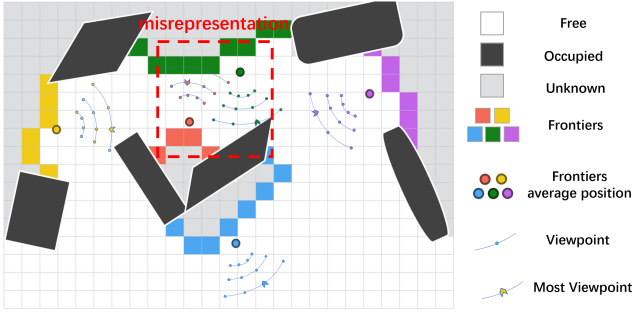 misrepresentation
Free
Occupied
Unknown
Frontiers
Frontiers
average position
Viewpoint
Most Viewpoint